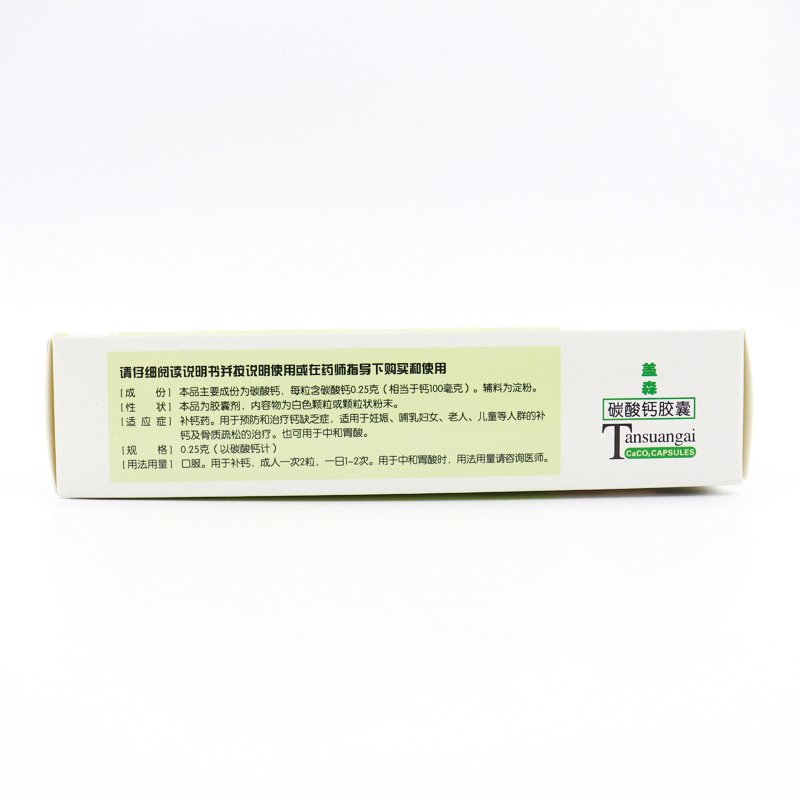 请仔细阅读说明书并按说明使用或在药师指导下购买和使用
[成 份] 本品主要成份为碳酸钙，每粒含碳酸钙0.25克（相当于钙100毫克）。辅料为淀粉。
[性 状] 本品为胶囊剂，内容物为白色颗粒或颗粒状粉末。
[适 应 症] 补钙药。用于预防和治疗钙缺乏症，适用于妊娠、哺乳妇女、老人、儿童等人群的补
钙及骨质疏松的治疗。也可用于中和胃酸。
[规 格] 0.25克（以碳酸钙计）
[用法用量] 口服。用于补钙，成人一次2粒，一日1-2次。用于中和胃酸时，用法用量请咨询医师。
盖
森
碳酸钙胶囊
Tansuangai
CaCO₃ CAPSULES